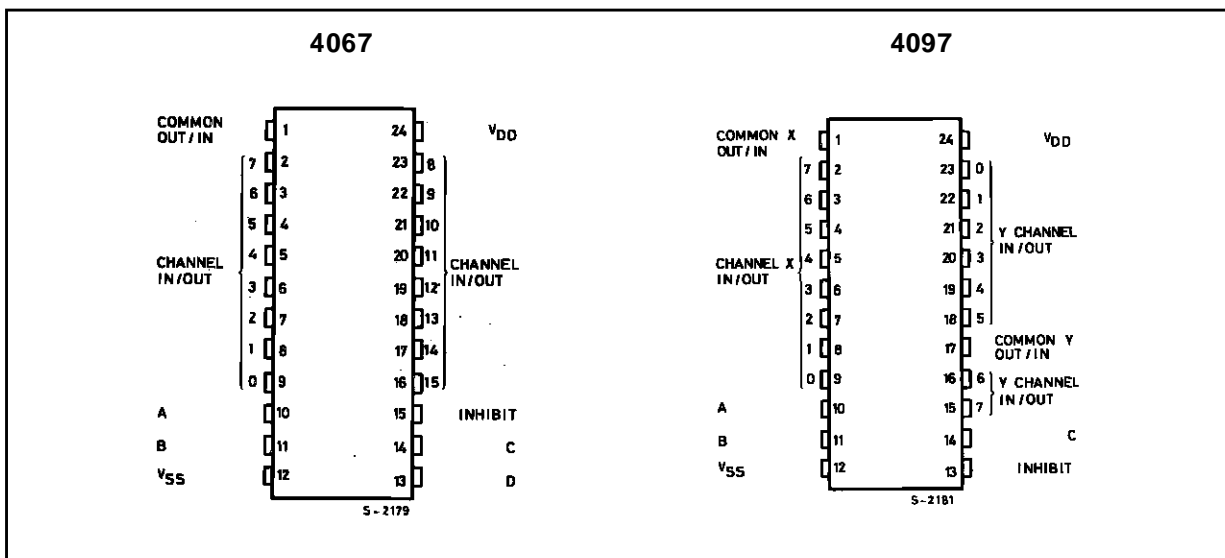 4067
COMMON OUT/IN
1 24 VDD
7 2 23 8
6 3 22 9
5 4 21 10
4 5 20 11
CHANNEL IN/OUT
CHANNEL IN/OUT
3 6 19 12
2 7 18 13
1 8 17 14
0 9 16 15
A 10 15 INHIBIT
B 11 14 C
VSS 12 13 D
S-2179
4097
COMMON X OUT/IN
1 24 VDD
7 2 23 0
6 3 22 1
5 4 21 2
Y CHANNEL IN/OUT
4 5 20 3
CHANNEL X IN/OUT
3 6 19 4
2 7 18 5
1 8 17 COMMON Y OUT/IN
0 9 16 6
Y CHANNEL IN/OUT
A 10 15 7
B 11 14 C
VSS 12 13 INHIBIT
S-2181